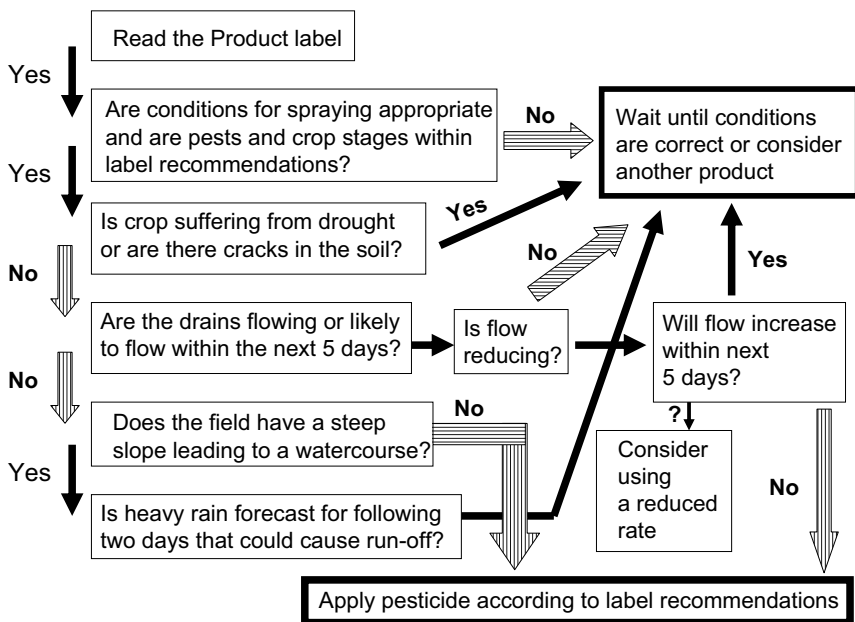 Read the Product label
Yes
Are conditions for spraying appropriate
and are pests and crop stages within
label recommendations?
No
Wait until conditions
are correct or consider
another product
Yes
Is crop suffering from drought
or are there cracks in the soil?
Yes
No
No
Yes
Are the drains flowing or likely
to flow within the next 5 days?
Is flow
reducing?
Will flow increase
within next
5 days?
No
Does the field have a steep
slope leading to a watercourse?
No
?
Consider
using
a reduced
rate
No
Yes
Is heavy rain forecast for following
two days that could cause run-off?
Apply pesticide according to label recommendations